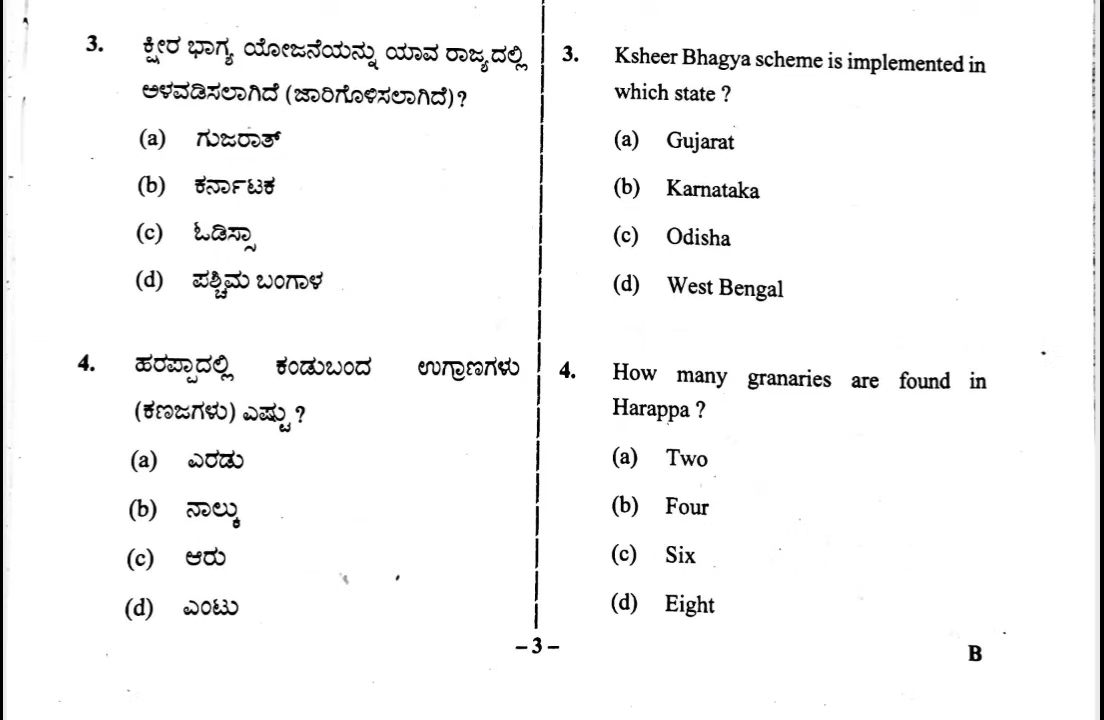 3. ಕ್ಷೀರ ಭಾಗ್ಯ ಯೋಜನೆಯನ್ನು ಯಾವ ರಾಜ್ಯದಲ್ಲಿ
ಅಳವಡಿಸಲಾಗಿದೆ (ಜಾರಿಗೊಳಿಸಲಾಗಿದೆ)?
(a) ಗುಜರಾತ್
(b) ಕರ್ನಾಟಕ
(c) ಓಡಿಸ್ಸಾ
(d) ಪಶ್ಚಿಮ ಬಂಗಾಳ
4. ಹರಪ್ಪಾದಲ್ಲಿ ಕಂಡುಬಂದ ಉಗ್ರಾಣಗಳು
(ಕಣಜಗಳು) ಎಷ್ಟು ?
(a) ಎರಡು
(b) ನಾಲ್ಕು
(c) ಆರು
(d) ಎಂಟು
3. Ksheer Bhagya scheme is implemented in
which state ?
(a) Gujarat
(b) Karnataka
(c) Odisha
(d) West Bengal
4. How many granaries are found in
Harappa ?
(a) Two
(b) Four
(c) Six
(d) Eight
– 3 –
B